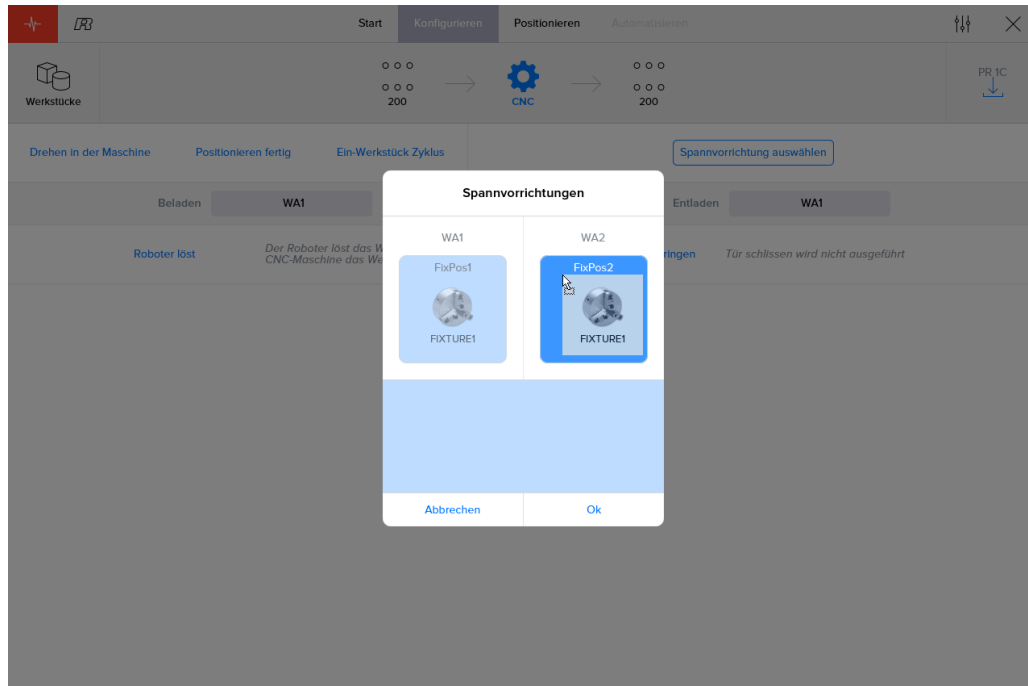 Start Konfigurieren Positionieren Automatisieren
PR 1C
Werkstücke
200 CNC 200
Drehen in der Maschine Positionieren fertig Ein-Werkstück Zyklus Spannvorrichtung auswählen
Spannvorrichtungen
Beladen WA1 Entladen WA1
WA1 WA2
Roboter löst
Der Roboter löst das W
CNC-Maschine das We
ringen Tür schlissen wird nicht ausgeführt
FixPos1 FixPos2
FIXTURE1 FIXTURE1
Abbrechen Ok